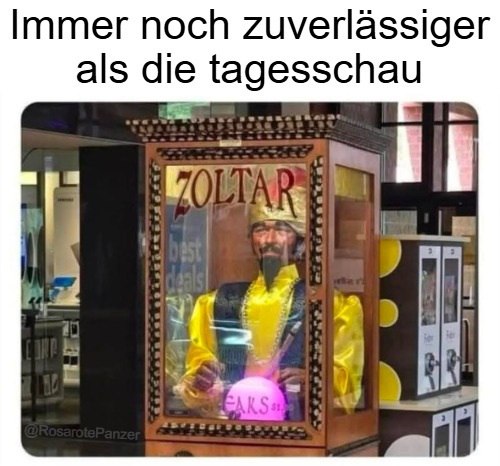 Immer noch zuverlässiger
als die tagesschau
ZOLTAR
best
deals
@RosarotePanzer